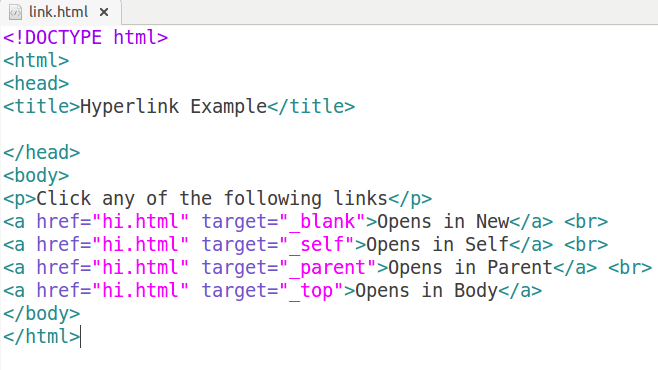 link.html ×
<!DOCTYPE html>
<html>
<head>
<title>Hyperlink Example</title>
</head>
<body>
<p>Click any of the following links</p>
<a href="hi.html" target="_blank">Opens in New</a> <br>
<a href="hi.html" target="_self">Opens in Self</a> <br>
<a href="hi.html" target="_parent">Opens in Parent</a> <br>
<a href="hi.html" target="_top">Opens in Body</a>
</body>
</html>